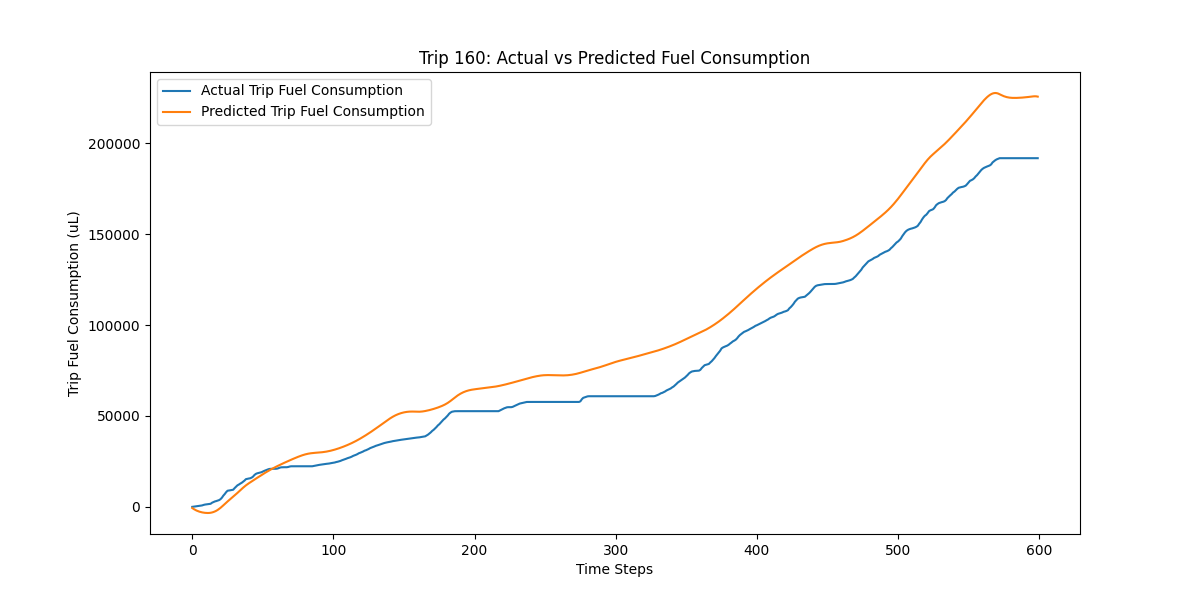 Trip 160: Actual vs Predicted Fuel Consumption
Actual Trip Fuel Consumption
Predicted Trip Fuel Consumption
200000
150000
100000
50000
0
Trip Fuel Consumption (uL)
0 100 200 300 400 500 600
Time Steps